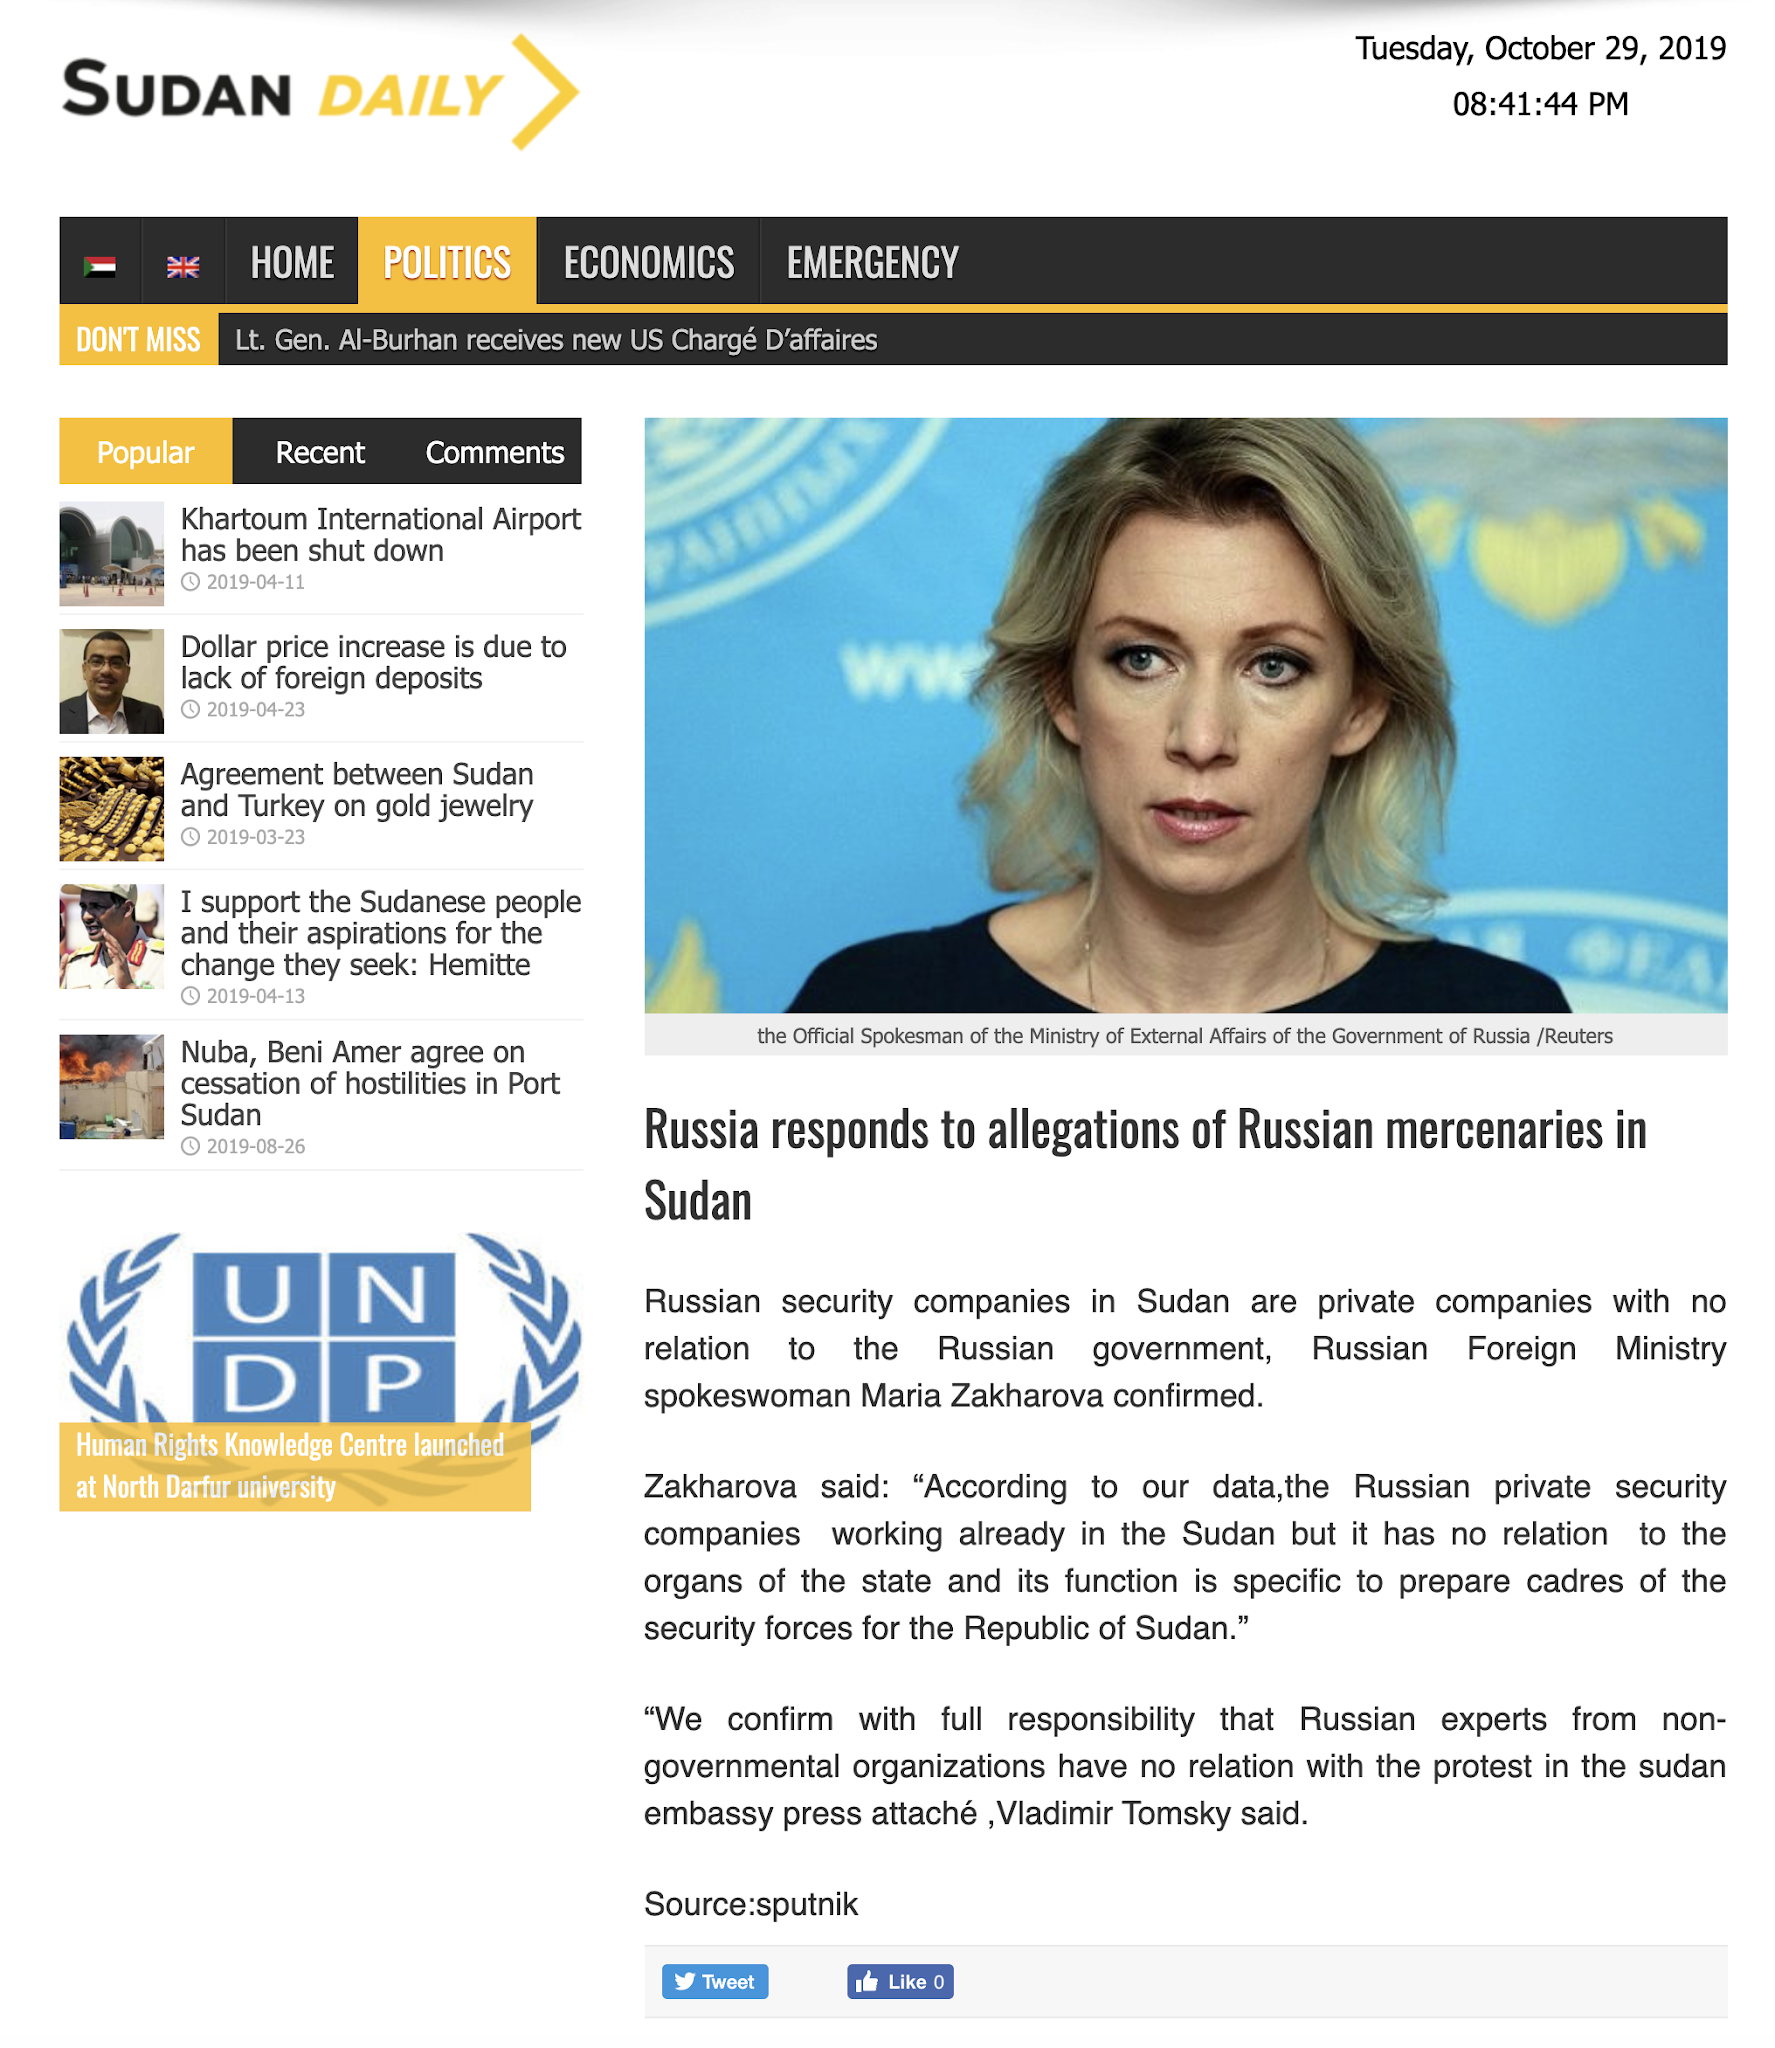 SUDAN DAILY
Tuesday, October 29, 2019
08:41:44 PM
HOME
POLITICS
ECONOMICS
EMERGENCY
DON'T MISS
Lt. Gen. Al-Burhan receives new US Chargé D’affaires
Popular
Recent
Comments
Khartoum International Airport
has been shut down
2019-04-11
Dollar price increase is due to
lack of foreign deposits
2019-04-23
Agreement between Sudan
and Turkey on gold jewelry
2019-03-23
I support the Sudanese people
and their aspirations for the
change they seek: Hemitte
2019-04-13
Nuba, Beni Amer agree on
cessation of hostilities in Port
Sudan
2019-08-26
U N
D P
Human Rights Knowledge Centre launched
at North Darfur university
the Official Spokesman of the Ministry of External Affairs of the Government of Russia /Reuters
Russia responds to allegations of Russian mercenaries in
Sudan
Russian security companies in Sudan are private companies with no
relation to the Russian government, Russian Foreign Ministry
spokeswoman Maria Zakharova confirmed.
Zakharova said: “According to our data,the Russian private security
companies working already in the Sudan but it has no relation to the
organs of the state and its function is specific to prepare cadres of the
security forces for the Republic of Sudan.”
“We confirm with full responsibility that Russian experts from non-
governmental organizations have no relation with the protest in the sudan
embassy press attaché ,Vladimir Tomsky said.
Source:sputnik
Tweet
Like 0